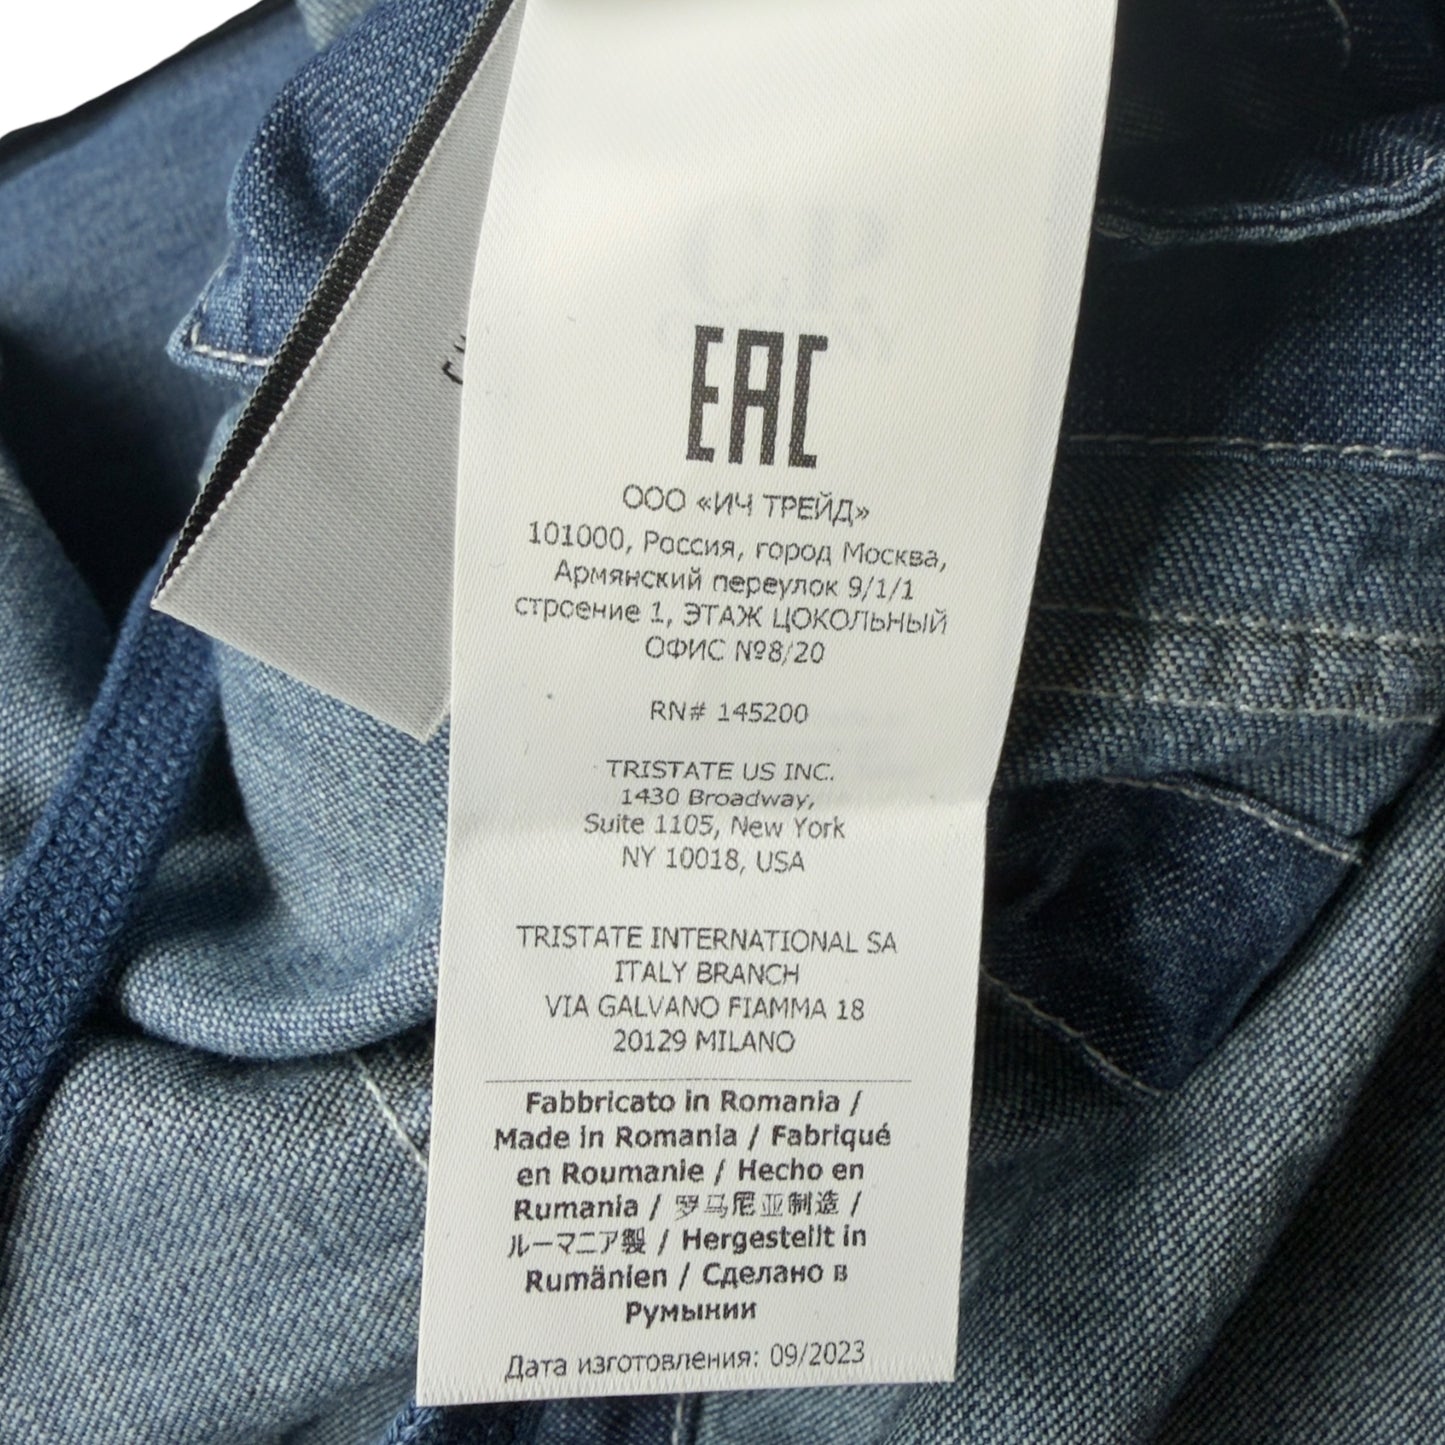 EAC
ООО «ИЧ ТРЕЙД»
101000, Россия, город Москва,
Армянский переулок 9/1/1
строение 1, ЭТАЖ ЦОКОЛЬНЫЙ
ОФИС №8/20
RN# 145200
TRISTATE US INC.
1430 Broadway,
Suite 1105, New York
NY 10018, USA
TRISTATE INTERNATIONAL SA
ITALY BRANCH
VIA GALVANO FIAMMA 18
20129 MILANO
Fabbricato in Romania /
Made in Romania / Fabriqué
en Roumanie / Hecho en
Rumania / 罗马尼亚制造 /
ルーマニア製 / Hergestellt in
Rumänien / Сделано в
Румынии
Дата изготовления: 09/2023